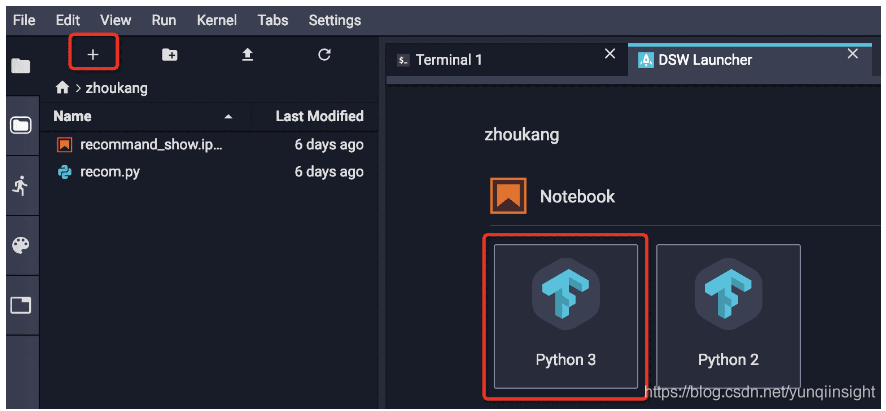 File Edit View Run Kernel Tabs Settings
Terminal 1
DSW Launcher
zhoukang
Name Last Modified
recommand_show.ip... 6 days ago
recom.py 6 days ago
zhoukang
Notebook
Python 3
Python 2
https://blog.csdn.net/yunqiinsight